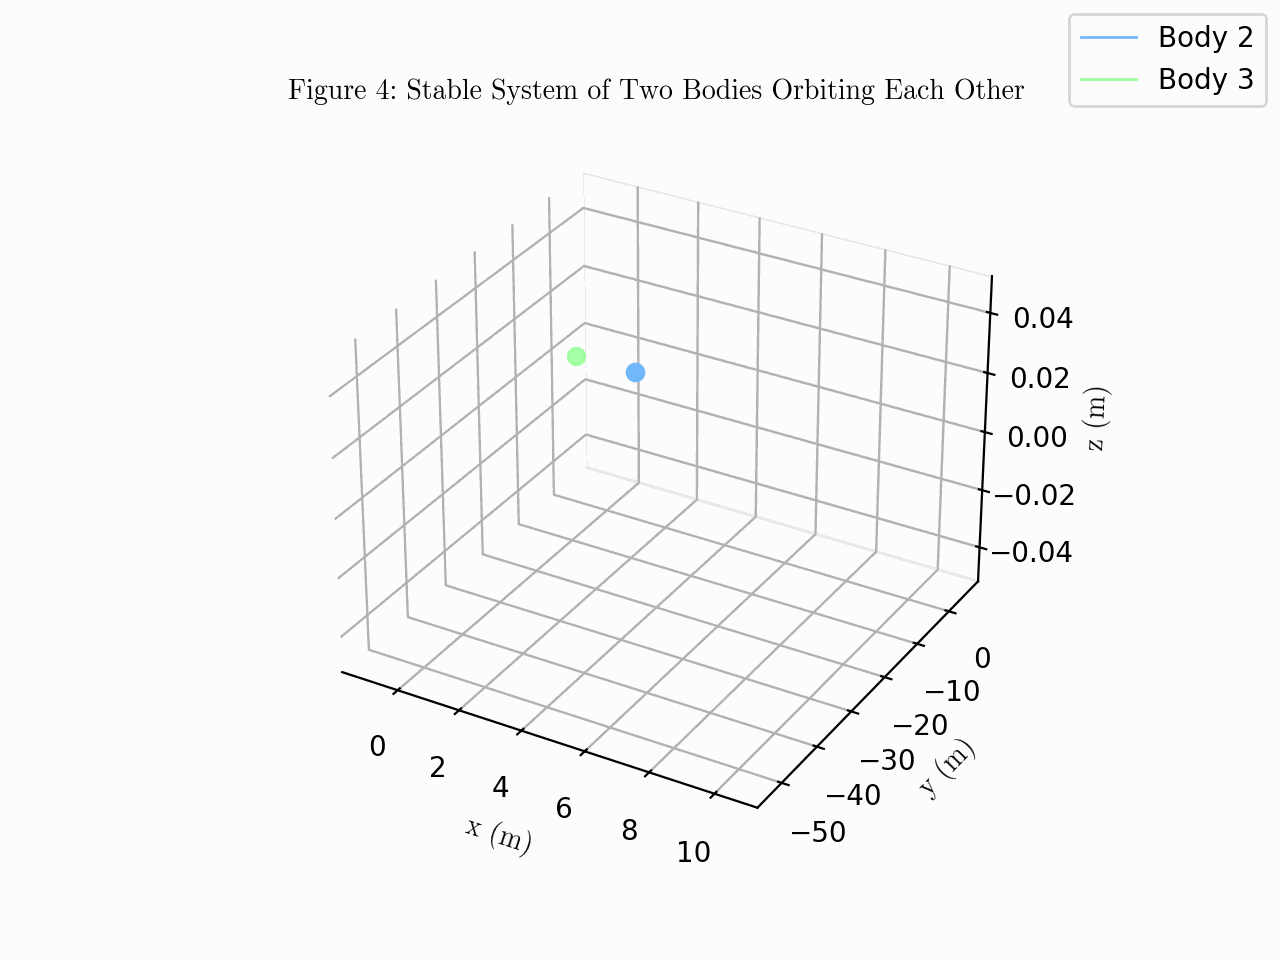 Body 2
Body 3
Figure 4: Stable System of Two Bodies Orbiting Each Other
0.04
0.02
0.00
−0.02
−0.04
z (m)
0
−10
−20
−30
−40
−50
y (m)
0
2
4
6
8
10
x (m)